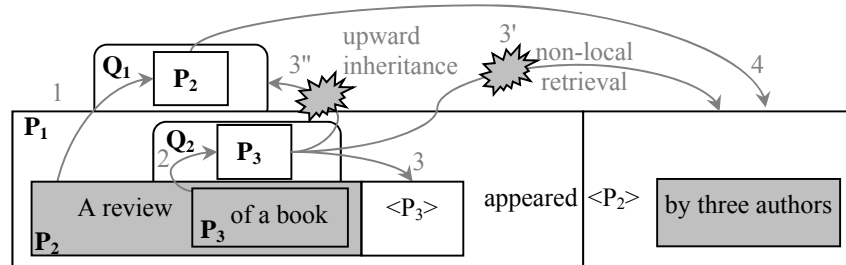 3'
upward
3"
non-local
Q₁
inheritance
P₂
retrieval
4
1
P₁
Q₂
P₃
2
3
A review
<P₃>
appeared
<P₂>
by three authors
of a book
P₃
P₂